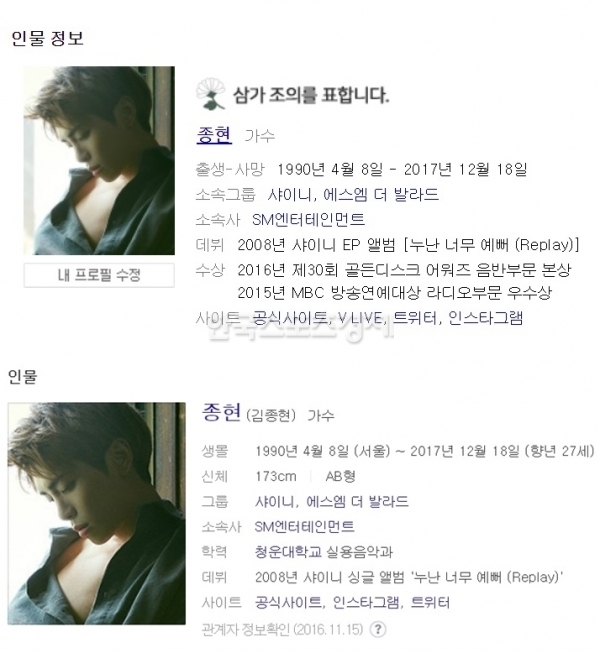 인물 정보
삼가 조의를 표합니다.
종현 가수
출생-사망 1990년 4월 8일 - 2017년 12월 18일
소속그룹 샤이니, 에스엠 더 발라드
소속사 SM엔터테인먼트
데뷔 2008년 샤이니 EP 앨범 [누난 너무 예뻐 (Replay)]
내 프로필 수정
수상 2016년 제30회 골든디스크 어워즈 음반부문 본상
2015년 MBC 방송연예대상 라디오부문 우수상
사이트 공식사이트, V LIVE, 트위터, 인스타그램
한국스포츠경제
인물
종현 (김종현) 가수
생몰 1990년 4월 8일 (서울) ~ 2017년 12월 18일 (향년 27세)
신체 173cm | AB형
그룹 샤이니, 에스엠 더 발라드
소속사 SM엔터테인먼트
학력 청운대학교 실용음악과
데뷔 2008년 샤이니 싱글 앨범 '누난 너무 예뻐 (Replay)'
사이트 공식사이트, 인스타그램, 트위터
관계자 정보확인 (2016.11.15) ?